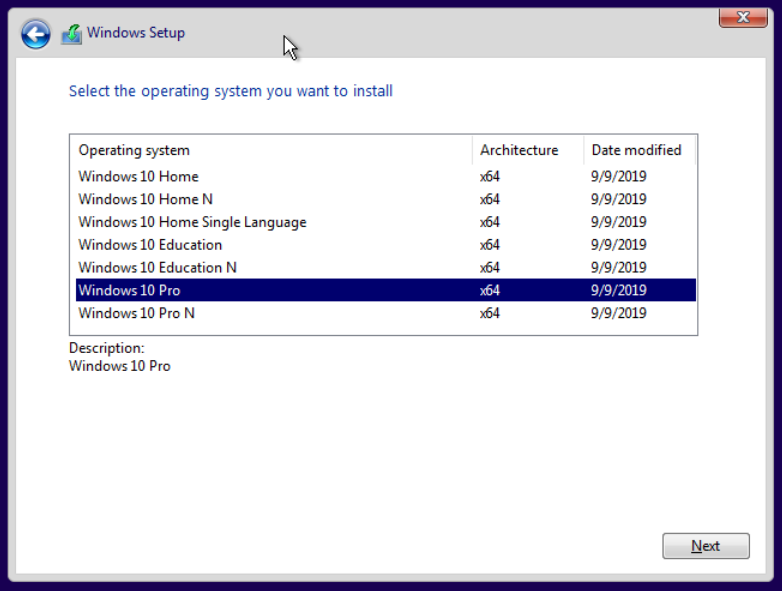 Windows Setup
Select the operating system you want to install
Operating system Architecture Date modified
Windows 10 Home x64 9/9/2019
Windows 10 Home N x64 9/9/2019
Windows 10 Home Single Language x64 9/9/2019
Windows 10 Education x64 9/9/2019
Windows 10 Education N x64 9/9/2019
Windows 10 Pro x64 9/9/2019
Windows 10 Pro N x64 9/9/2019
Description:
Windows 10 Pro
Next